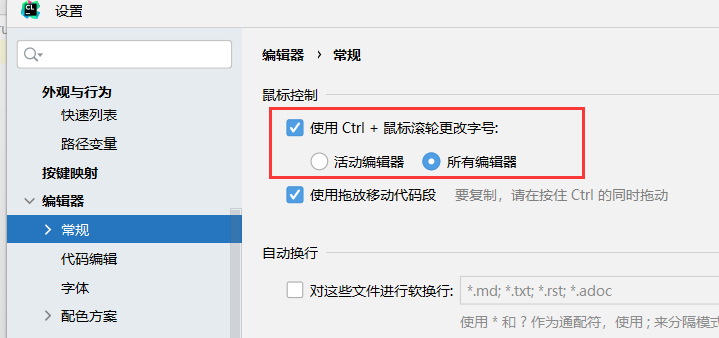 CL 设置
编辑器 › 常规
外观与行为
快速列表
路径变量
按键映射
编辑器
常规
代码编辑
字体
配色方案
鼠标控制
使用 Ctrl + 鼠标滚轮更改字号:
活动编辑器 所有编辑器
使用拖放移动代码段 要复制，请在按住 Ctrl 的同时拖动
自动换行
对这些文件进行软换行: *.md; *.txt; *.rst; *.adoc
使用 * 和 ? 作为通配符，使用 ; 来分隔模式